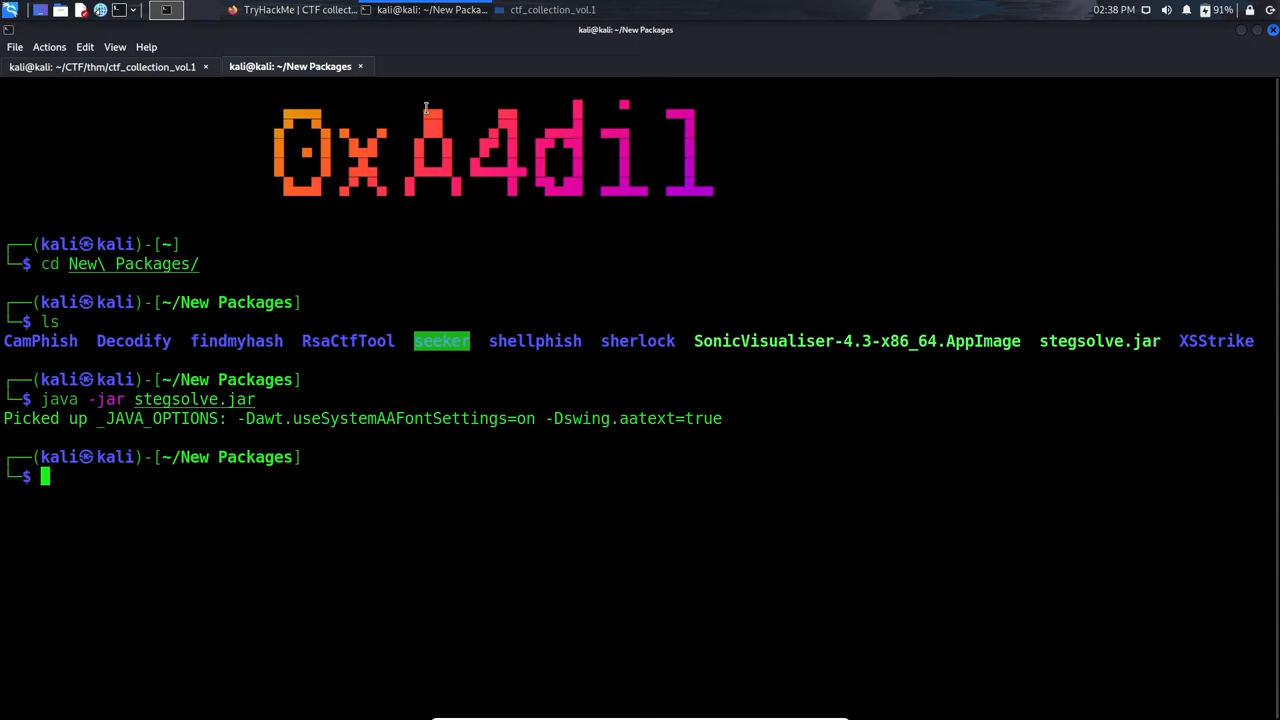 TryHackMe | CTF collect...
kali@kali: ~/New Packa...
ctf_collection_vol.1
02:38 PM
91%
kali@kali: ~/New Packages
File Actions Edit View Help
kali@kali: ~/CTF/thm/ctf_collection_vol.1 ×
kali@kali: ~/New Packages ×
0xA4dil
┌──(kali㉿kali)-[~]
└─$ cd New\ Packages/
┌──(kali㉿kali)-[~/New Packages]
└─$ ls
CamPhish Decodify findmyhash RsaCtfTool seeker shellphish sherlock SonicVisualiser-4.3-x86_64.AppImage stegsolve.jar XSStrike
┌──(kali㉿kali)-[~/New Packages]
└─$ java -jar stegsolve.jar
Picked up _JAVA_OPTIONS: -Dawt.useSystemAAFontSettings=on -Dswing.aatext=true
┌──(kali㉿kali)-[~/New Packages]
└─$